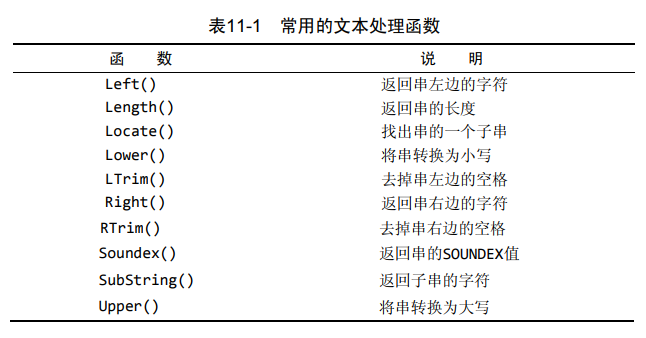 表11-1 常用的文本处理函数
函 数 说 明
Left() 返回串左边的字符
Length() 返回串的长度
Locate() 找出串的一个子串
Lower() 将串转换为小写
LTrim() 去掉串左边的空格
Right() 返回串右边的字符
RTrim() 去掉串右边的空格
Soundex() 返回串的SOUNDEX值
SubString() 返回子串的字符
Upper() 将串转换为大写